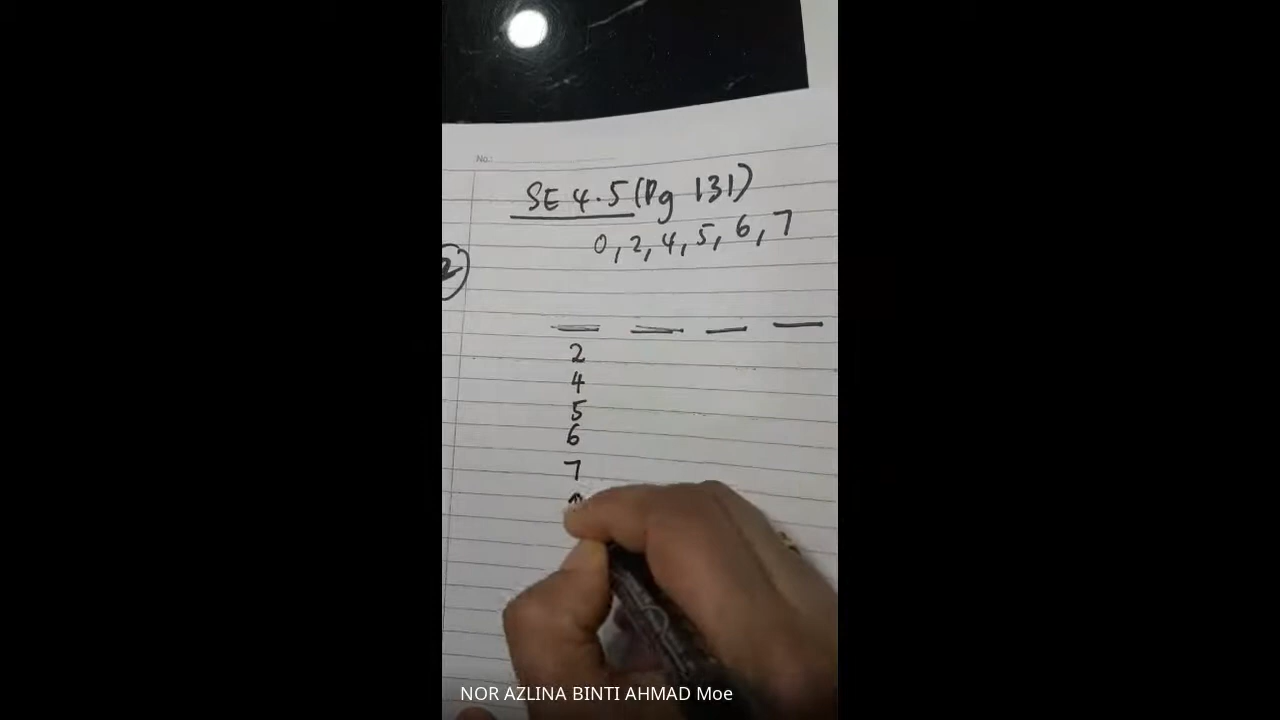 No.:
SE 4.5 (Pg 131)
0, 2, 4, 5, 6, 7
2
2
4
5
6
7
NOR AZLINA BINTI AHMAD Moe